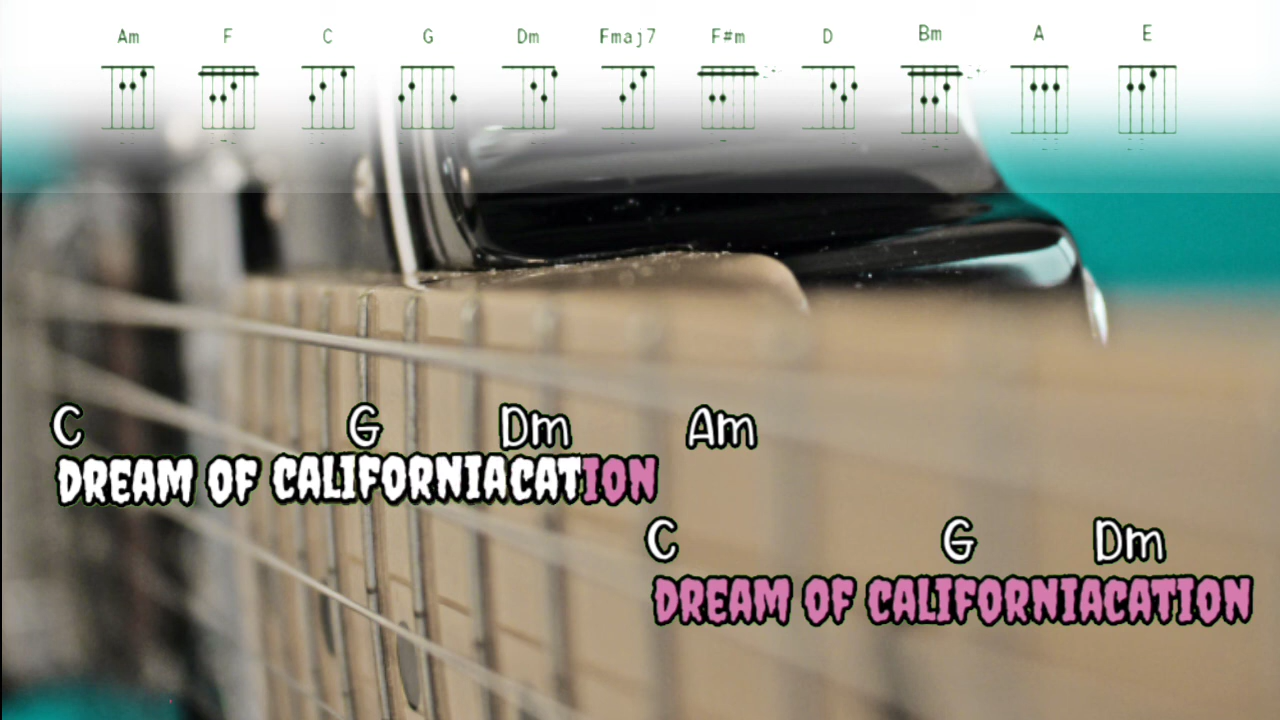 Am F C G Dm Fmaj7 F#m D Bm A E
C G Dm Am
DREAM OF CALIFORNIACATION
C G Dm
DREAM OF CALIFORNIACATION